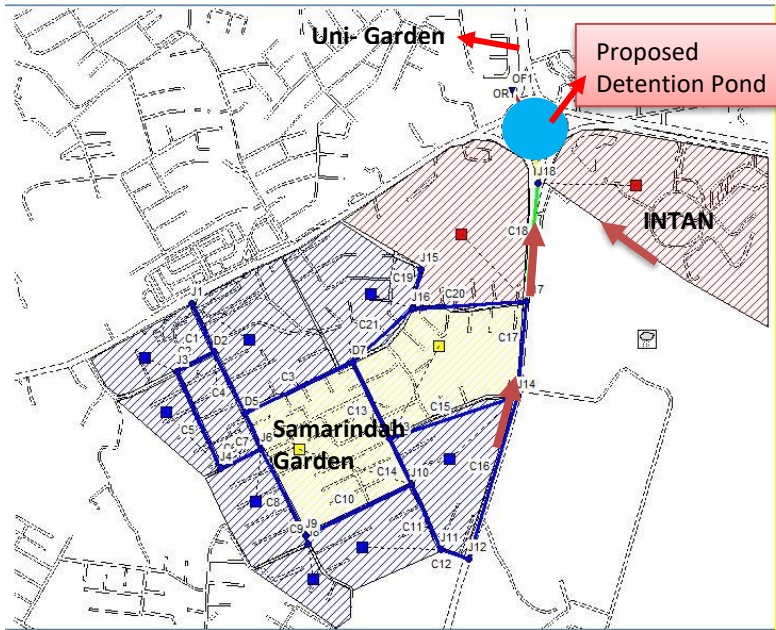 Uni- Garden
Proposed
Detention Pond
OF
OR
J18
INTAN
C18
J15
C19
C20
J16
J1
C21
C17
C1
D2
J3
D7
C4
C3
J14
C5
D5
C13
C15
Samarindah
Garden
J6
C7
J4
C14
J10
C16
C8
C10
J9
C9
C11
J11
J12
C12